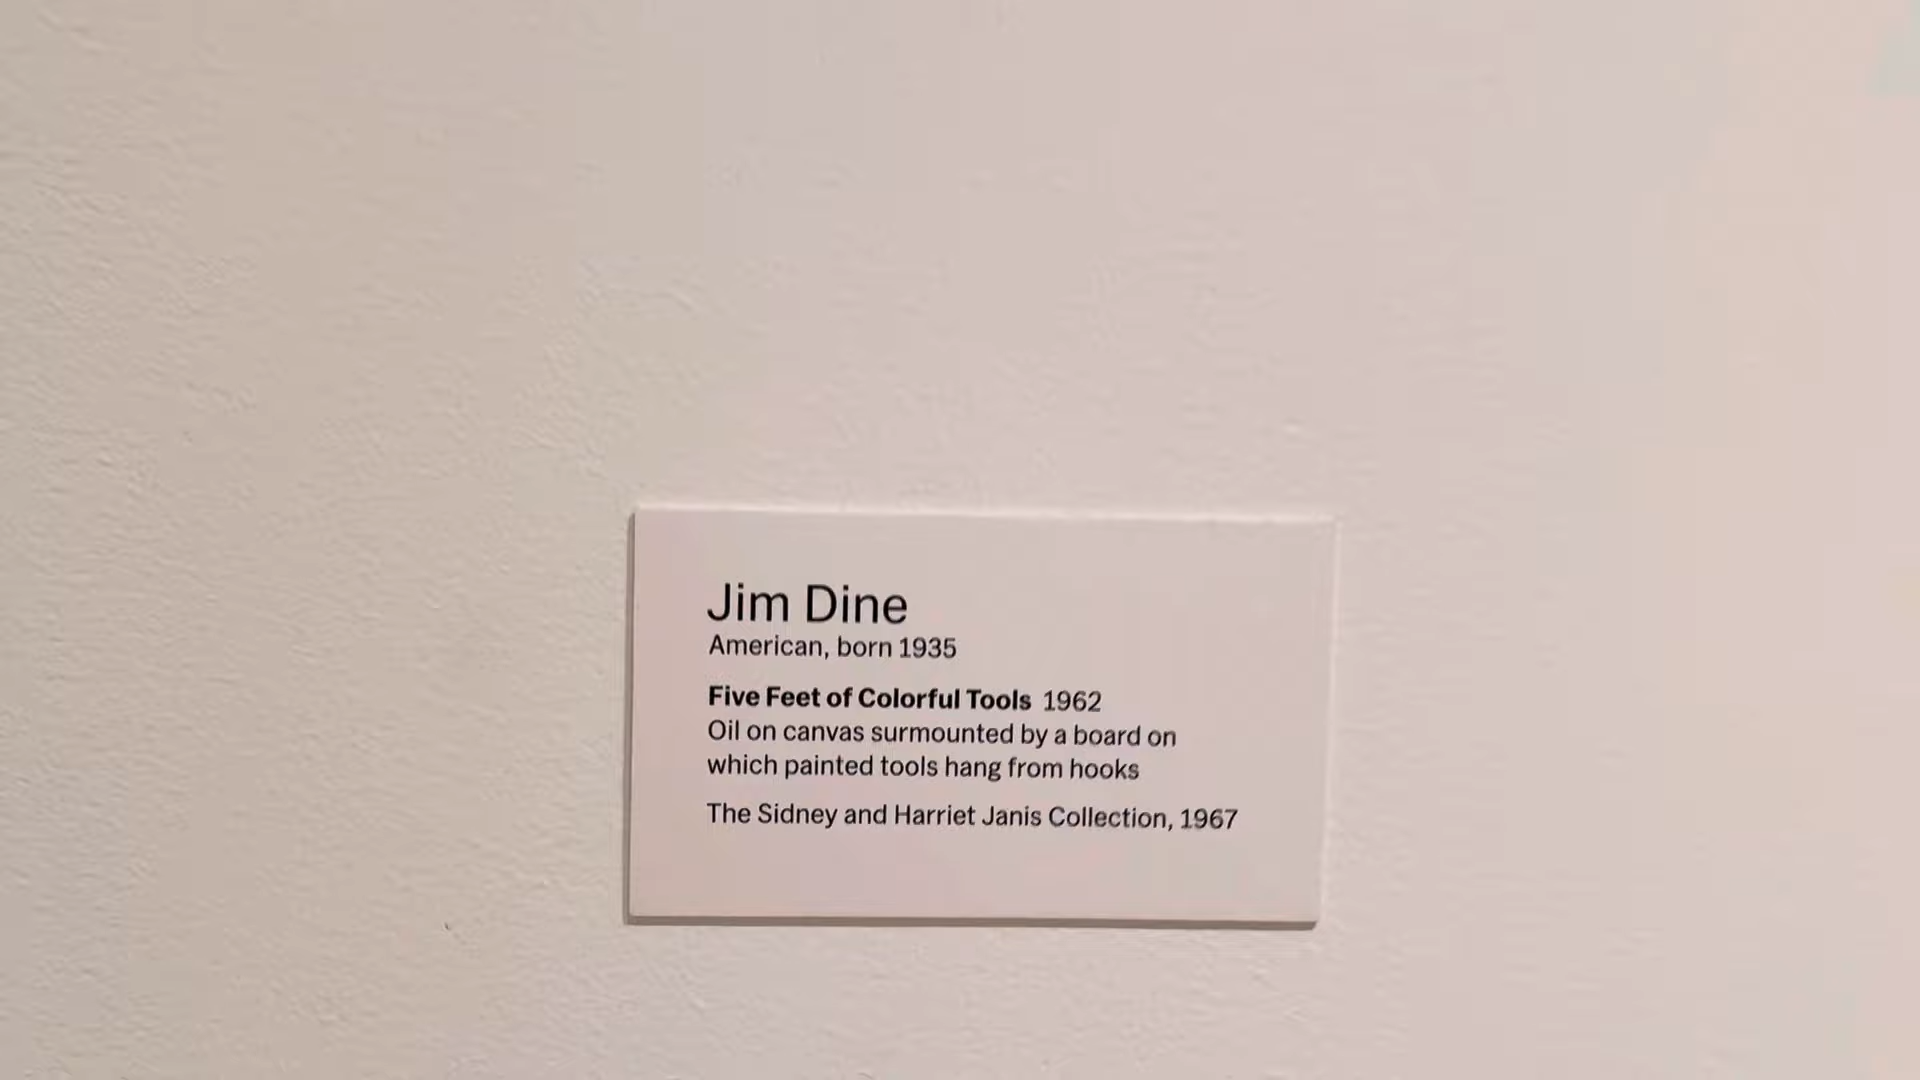 Jim Dine
American, born 1935
Five Feet of Colorful Tools 1962
Oil on canvas surmounted by a board on
which painted tools hang from hooks
The Sidney and Harriet Janis Collection, 1967